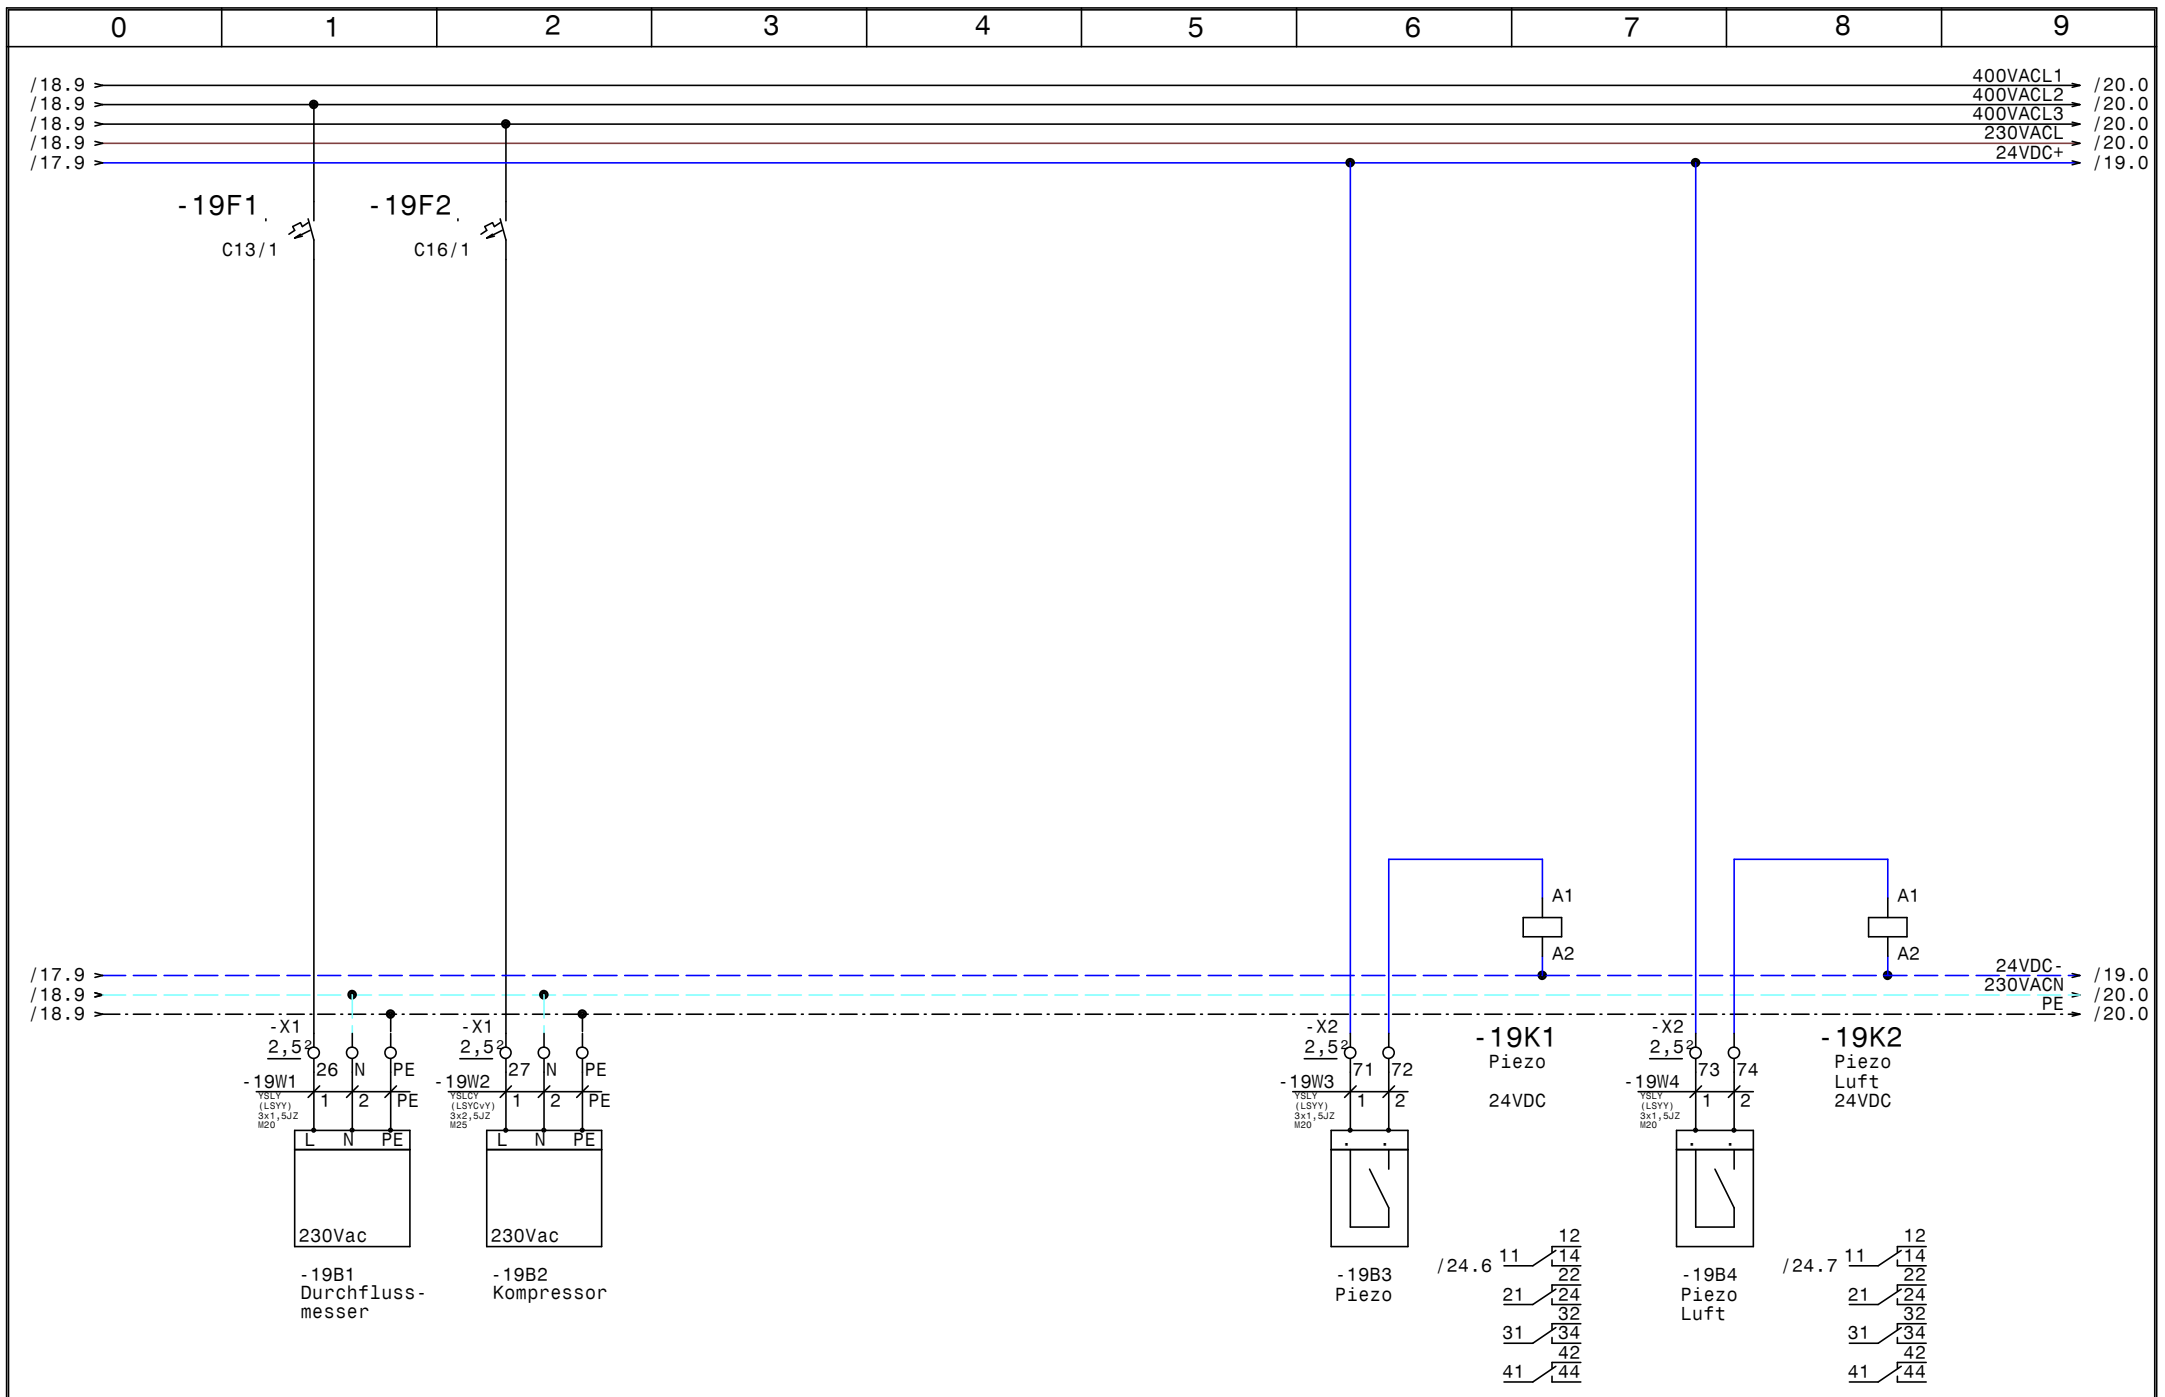 0 1 2 3 4 5 6 7 8 9
/18.9 400VACL1 /20.0
/18.9 400VACL2 /20.0
/18.9 400VACL3 /20.0
/18.9 230VACL /20.0
/17.9 24VDC+ /19.0
-19F1 -19F2
C13/1 C16/1
A1 A1
A2 A2
/17.9 24VDC- /19.0
/18.9 230VACN /20.0
/18.9 PE /20.0
-X1
2,5²
26 N PE
-19W1
YSLY
(LSYY)
3x1,5JZ
M20
1 2 PE
L N PE
230Vac
-19B1
Durchfluss-
messer
-X1
2,5²
27 N PE
-19W2
YSLCY
(LSYCvY)
3x2,5JZ
M25
1 2 PE
L N PE
230Vac
-19B2
Kompressor
-X2
2,5²
71 72
-19W3
YSLY
(LSYY)
3x1,5JZ
M20
1 2
-19B3
Piezo
-19K1
Piezo
24VDC
12
/24.6 11 14
22
21 24
32
31 34
42
41 44
-X2
2,5²
73 74
-19W4
YSLY
(LSYY)
3x1,5JZ
M20
1 2
-19B4
Piezo
Luft
-19K2
Piezo
Luft
24VDC
12
/24.7 11 14
22
21 24
32
31 34
42
41 44